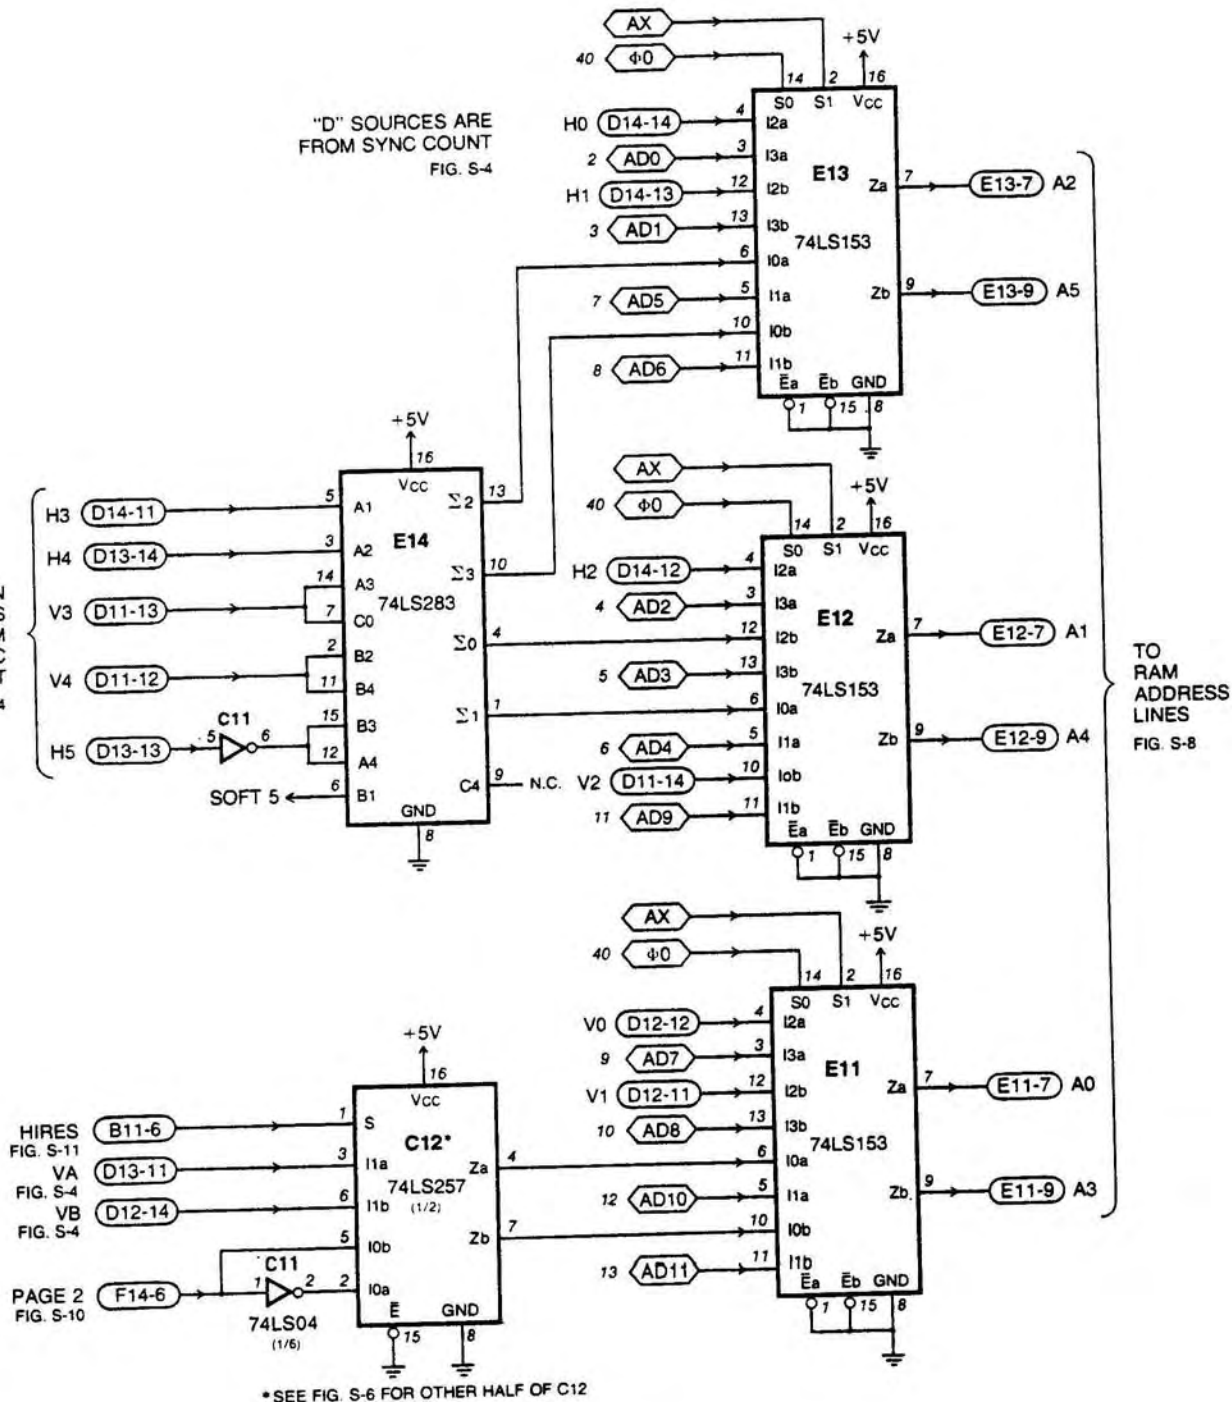 "D" SOURCES ARE
FROM SYNC COUNT
FIG. S-4
AX
40 Φ0
+5V
14 2 16
S0 S1 VCC
H0 D14-14 4 I2a
2 AD0 3 I3a
H1 D14-13 12 I2b
3 AD1 13 I3b
6 I0a
7 AD5 5 I1a
10 I0b
8 AD6 11 I1b
E13
74LS153
Za 7 E13-7 A2
Zb 9 E13-9 A5
Ēa Ēb GND
1 15 8
+5V
16
VCC
H3 D14-11 5 A1
H4 D13-14 3 A2
14 A3
V3 D11-13 7 C0
2 B2
V4 D11-12 11 B4
C11
15 B3
H5 D13-13 5 6 12 A4
SOFT 5 6 B1
E14
74LS283
Σ2 13
Σ3 10
Σ0 4
Σ1 1
C4 9 N.C.
GND
8
AX
40 Φ0
+5V
14 2 16
S0 S1 VCC
H2 D14-12 4 I2a
4 AD2 3 I3a
12 I2b
5 AD3 13 I3b
6 I0a
6 AD4 5 I1a
V2 D11-14 10 I0b
11 AD9 11 I1b
E12
74LS153
Za 7 E12-7 A1
Zb 9 E12-9 A4
Ēa Ēb GND
1 15 8
TO
RAM
ADDRESS
LINES
FIG. S-8
AX
40 Φ0
+5V
14 2 16
S0 S1 VCC
V0 D12-12 4 I2a
9 AD7 3 I3a
V1 D12-11 12 I2b
10 AD8 13 I3b
6 I0a
12 AD10 5 I1a
10 I0b
13 AD11 11 I1b
E11
74LS153
Za 7 E11-7 A0
Zb 9 E11-9 A3
Ēa Ēb GND
1 15 8
+5V
16
VCC
HIRES B11-6 1 S
FIG. S-11
VA D13-11 3 I1a
FIG. S-4
VB D12-14 6 I1b
FIG. S-4
5 I0b
C11
PAGE 2 F14-6 1 2 2 I0a
FIG. S-10
74LS04
(1/6)
C12*
74LS257
(1/2)
Za 4
Zb 7
Ē GND
15 8
*SEE FIG. S-6 FOR OTHER HALF OF C12